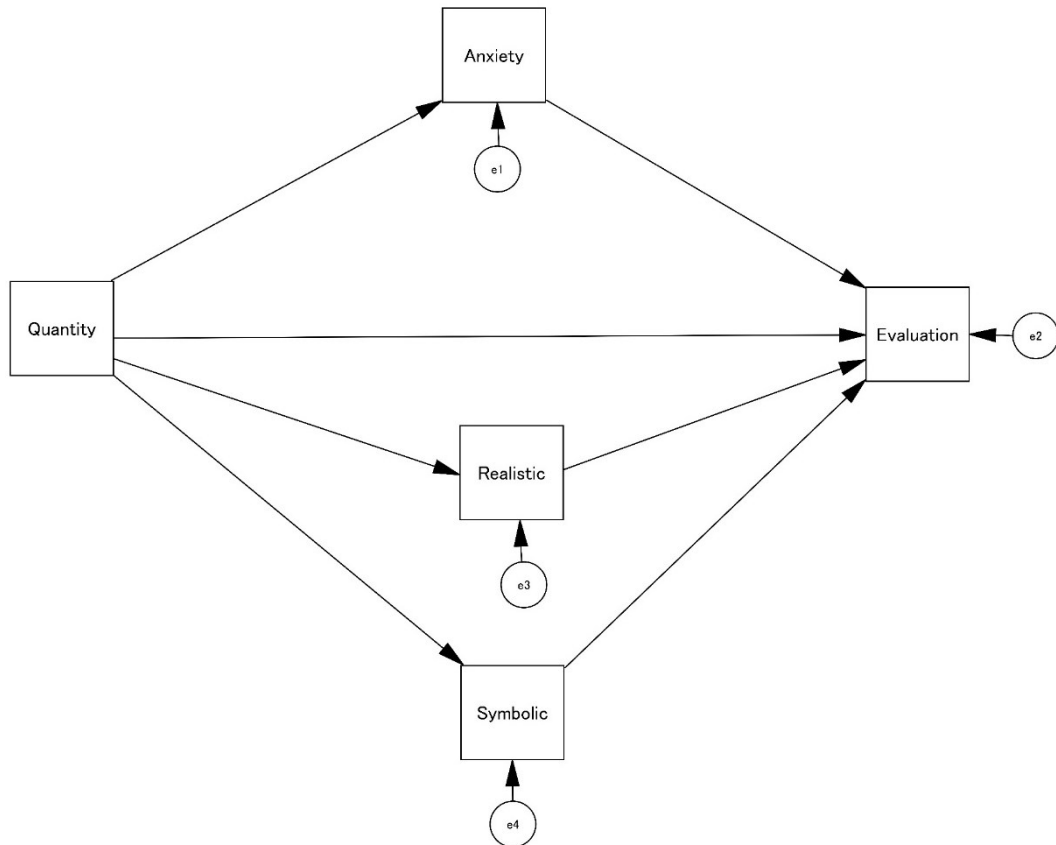 Anxiety
e1
Quantity
Evaluation
e2
Realistic
e3
Symbolic
e4